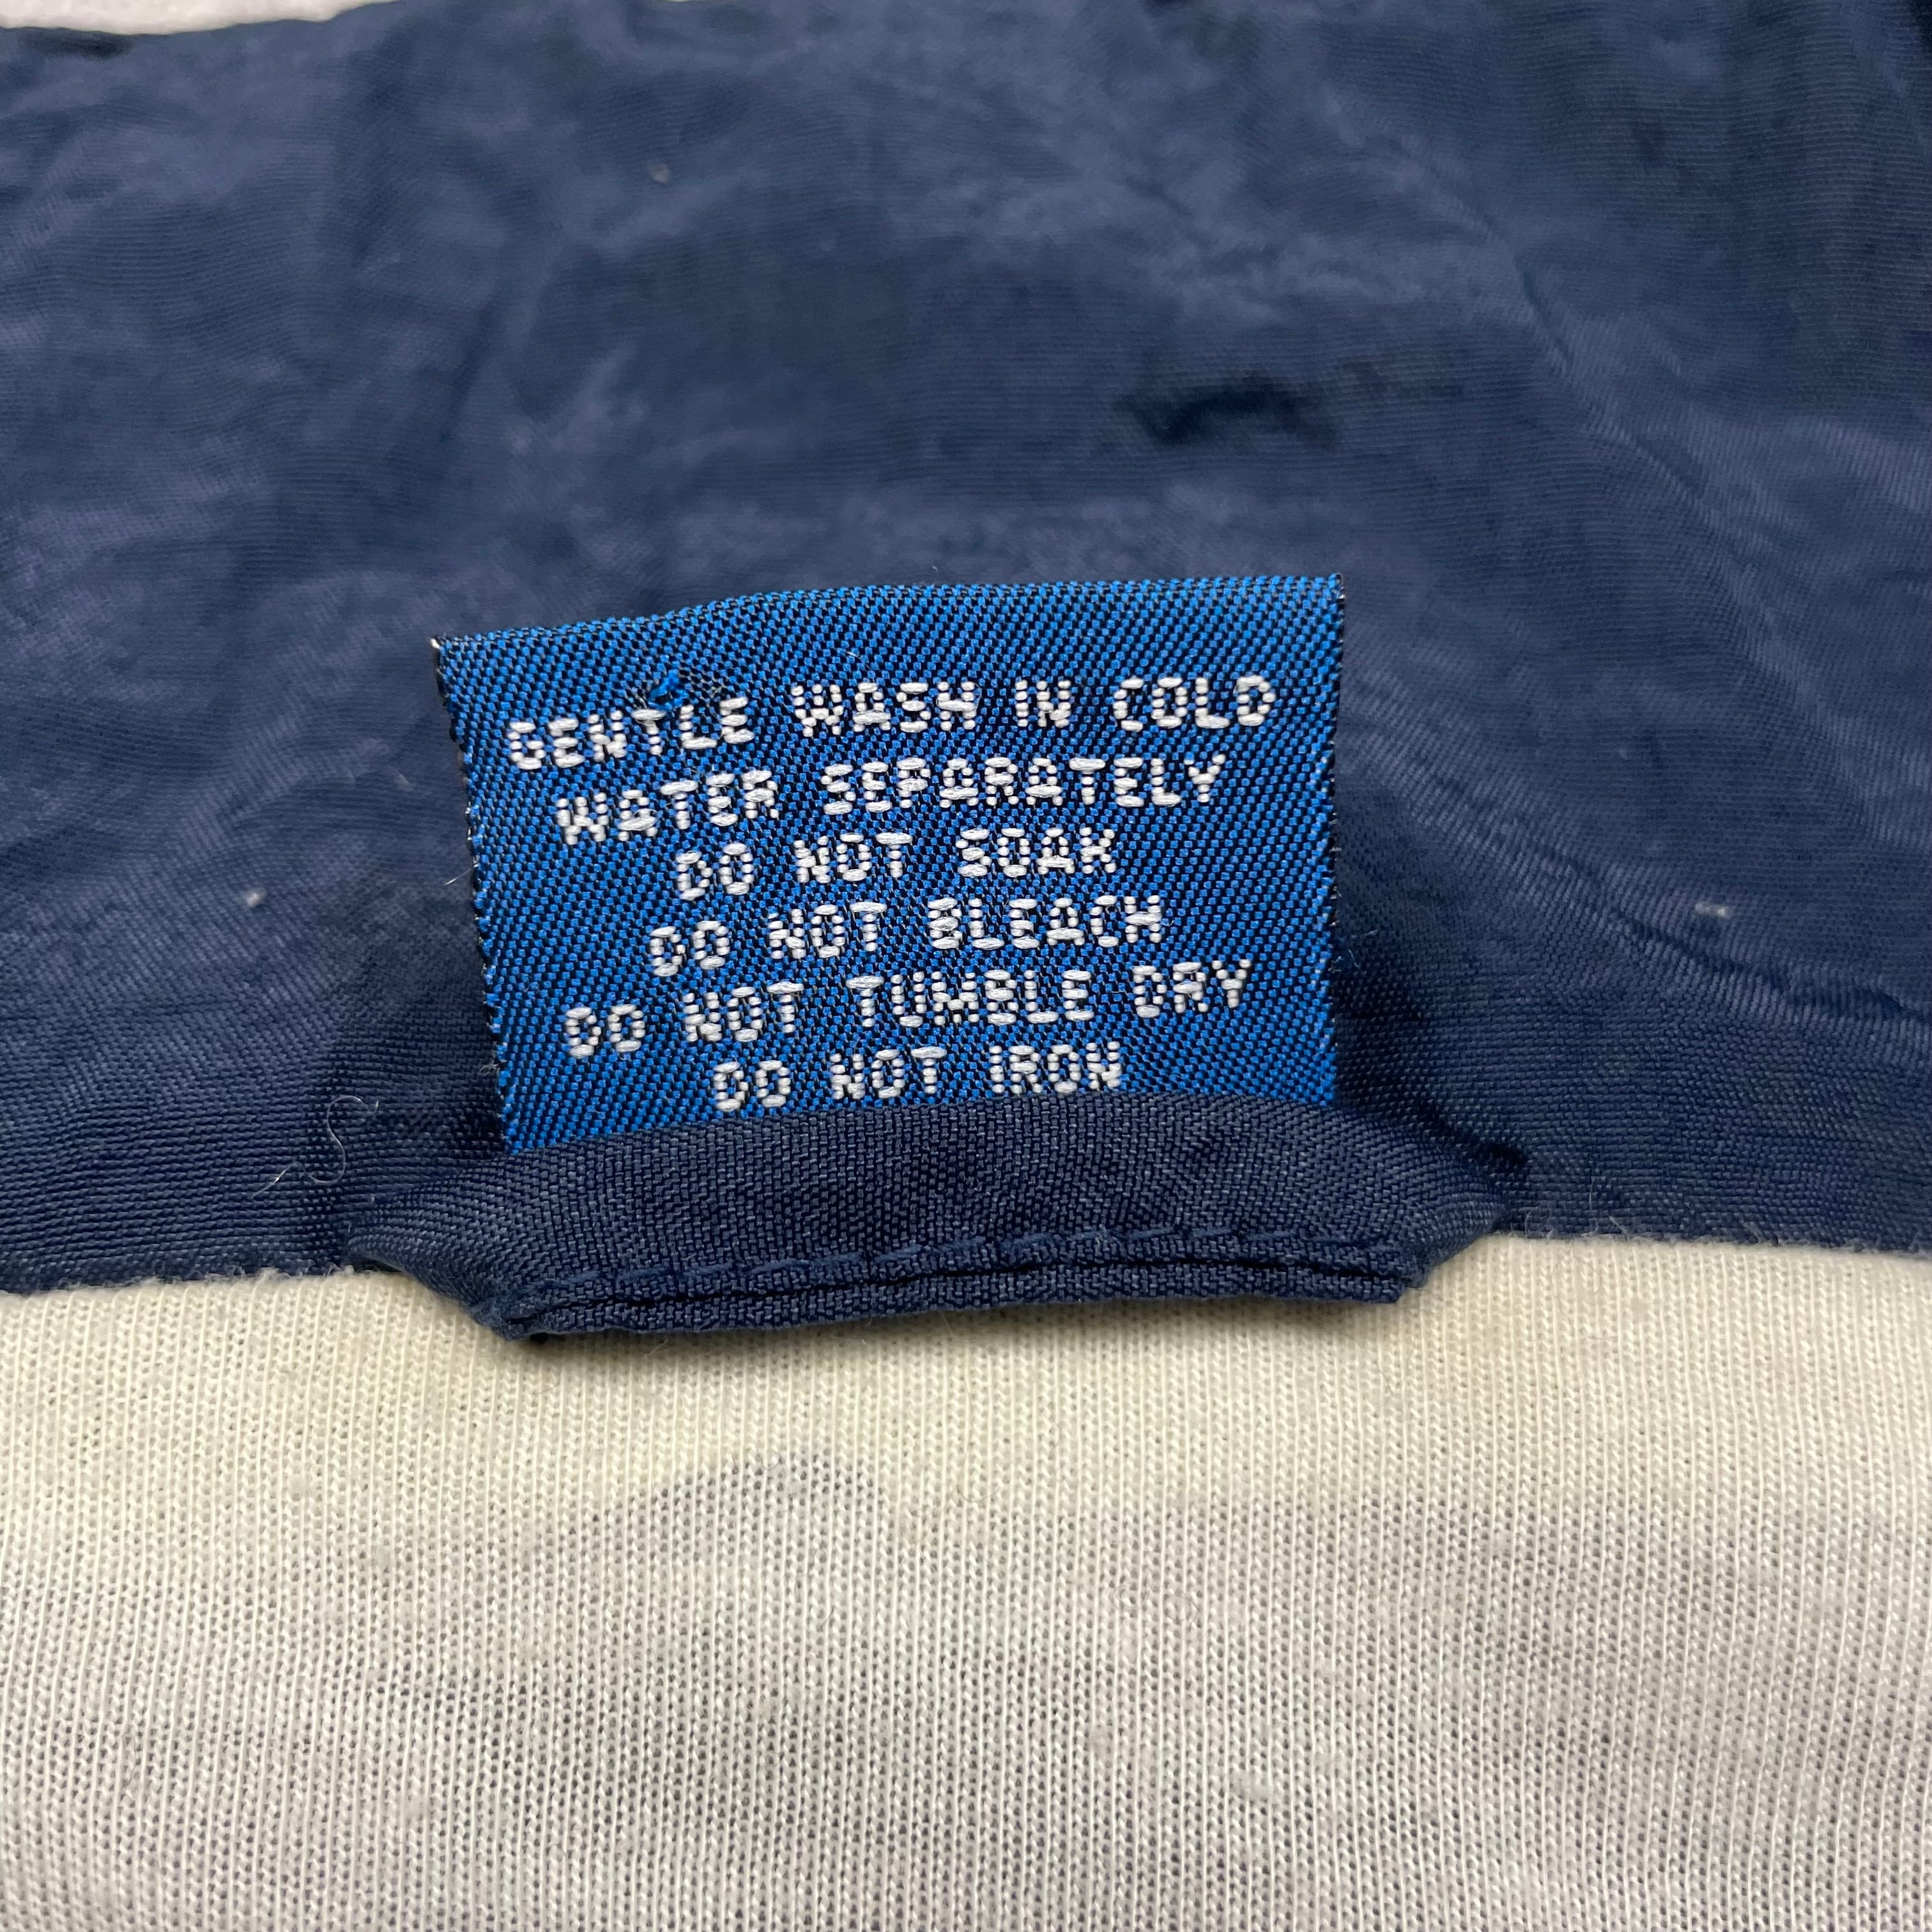 GENTLE WASH IN COLD
WATER SEPARATELY
DO NOT SOAK
DO NOT BLEACH
DO NOT TUMBLE DRY
DO NOT IRON